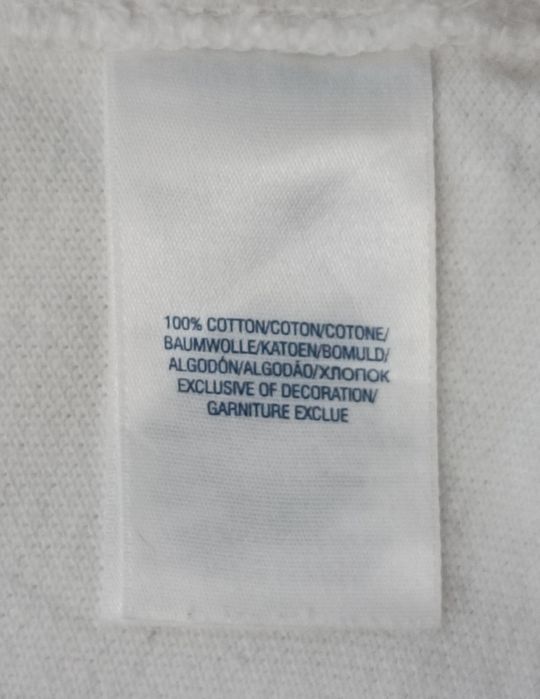 100% COTTON/COTON/COTONE/
BAUMWOLLE/KATOEN/BOMULD/
ALGODÓN/ALGODÃO/ХЛОПОК
EXCLUSIVE OF DECORATION/
GARNITURE EXCLUE